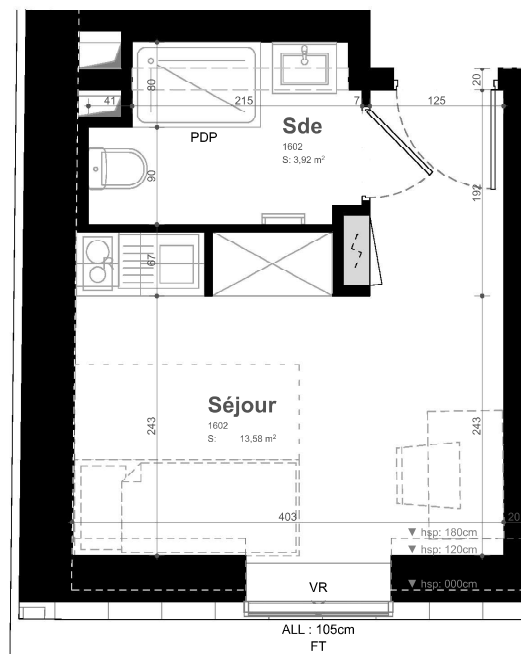 80
20
41
215
7
125
PDP
Sde
1602
S: 3,92 m²
90
192
67
Séjour
1602
S: 13,58 m²
243
243
403
20
▼ hsp: 180cm
▼ hsp: 120cm
▼ hsp: 000cm
VR
ALL : 105cm
FT